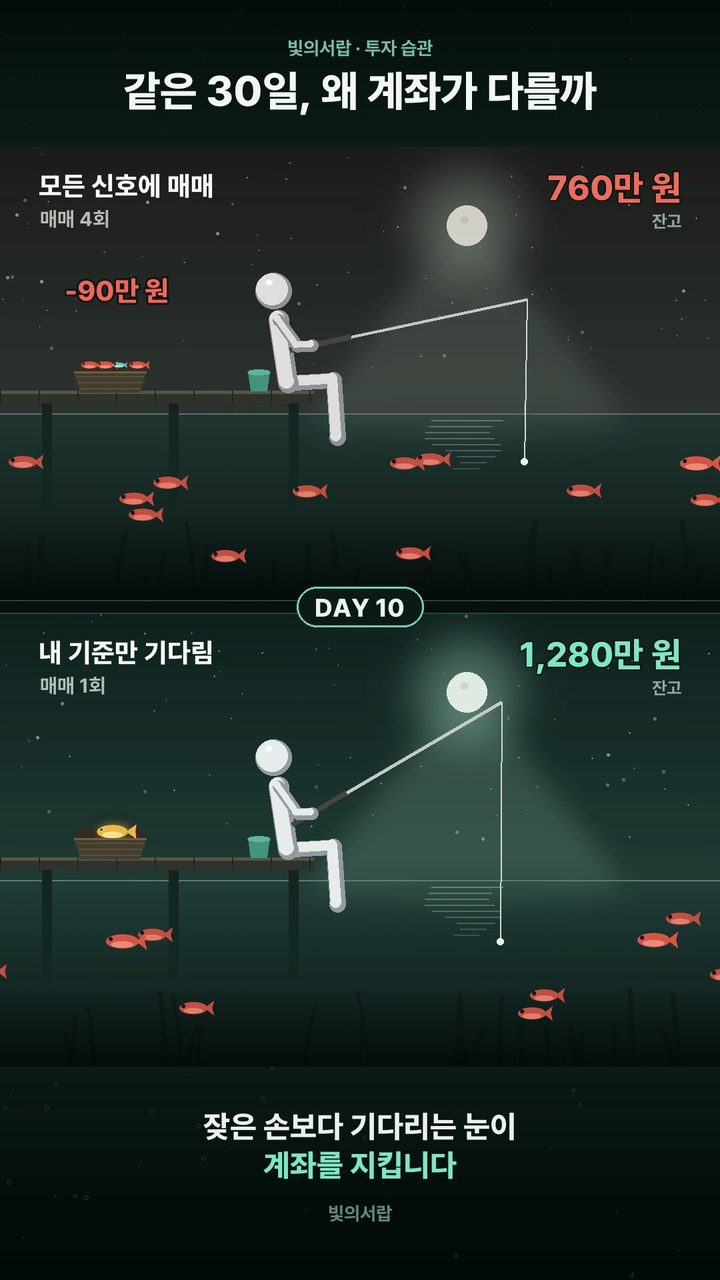 빛의서랍 · 투자 습관
같은 30일, 왜 계좌가 다를까
모든 신호에 매매
매매 4회
760만 원
잔고
-90만 원
DAY 10
내 기준만 기다림
매매 1회
1,280만 원
잔고
잦은 손보다 기다리는 눈이
계좌를 지킵니다
빛의서랍